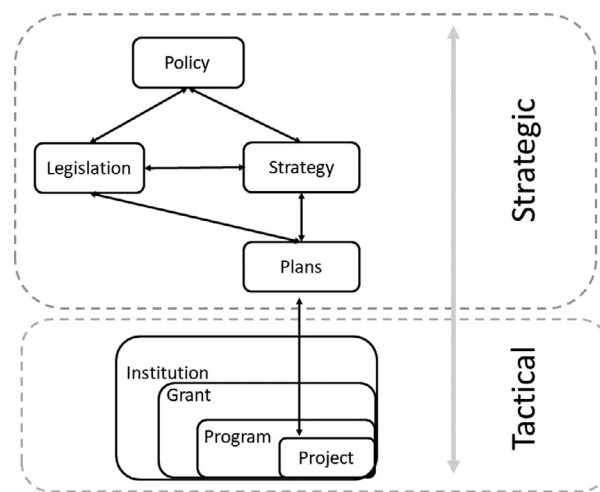 Policy
Legislation
Strategy
Plans
Strategic
Institution
Grant
Program
Project
Tactical